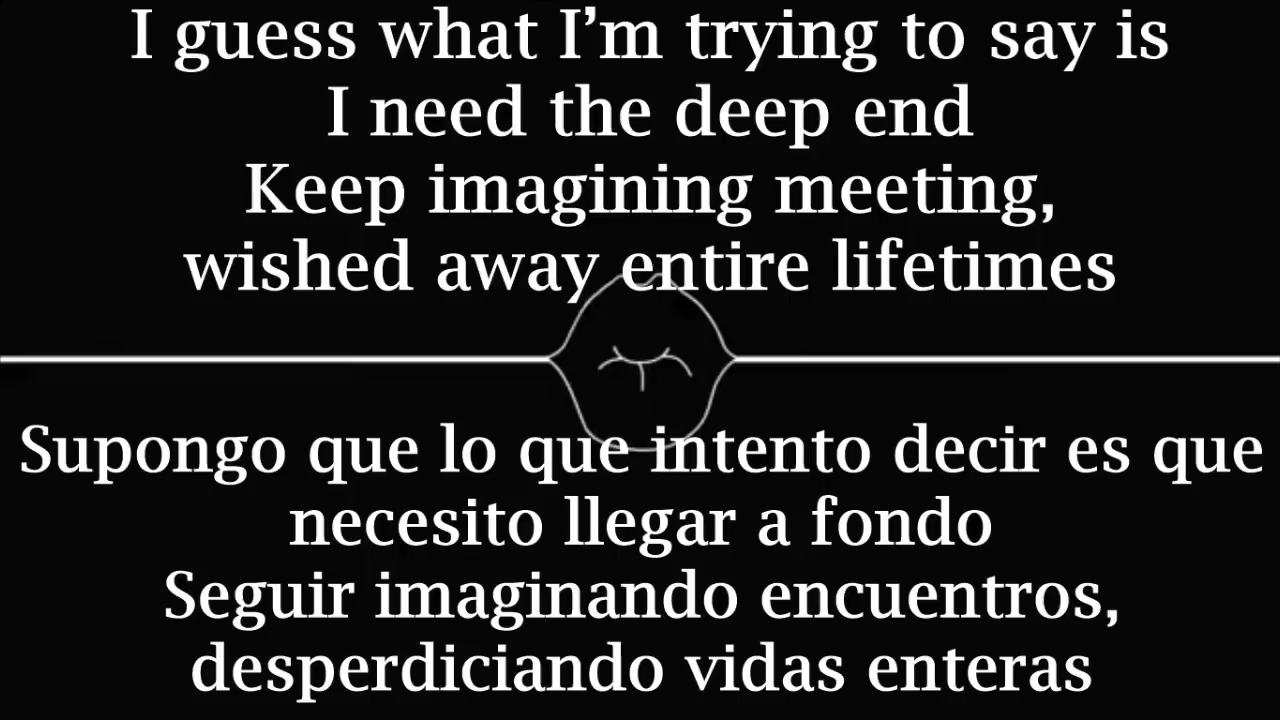 I guess what I’m trying to say is
I need the deep end
Keep imagining meeting,
wished away entire lifetimes
Supongo que lo que intento decir es que
necesito llegar a fondo
Seguir imaginando encuentros,
desperdiciando vidas enteras